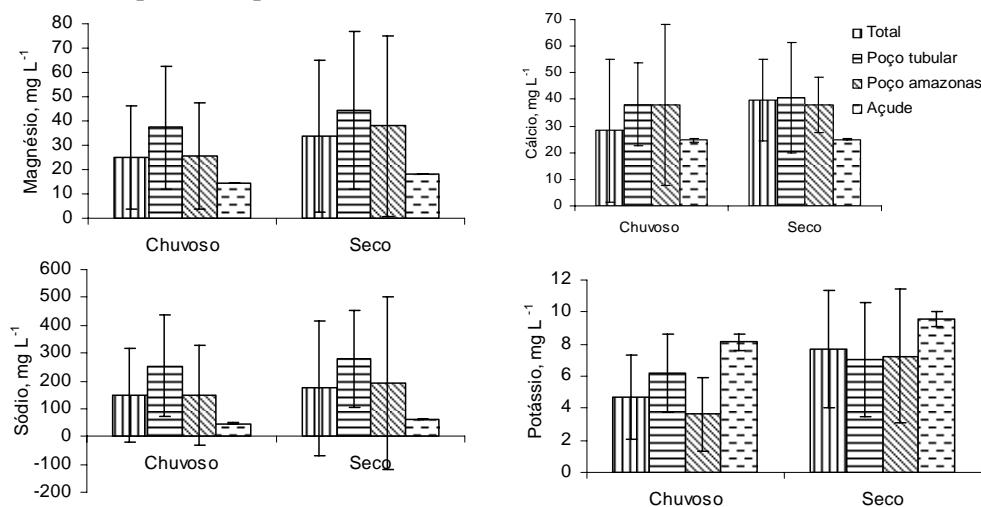 Magnésio, mg L⁻¹
80
70
60
50
40
30
20
10
0
Chuvoso
Seco
Cálcio, mg L⁻¹
70
60
50
40
30
20
10
0
Chuvoso
Seco
Total
Poço tubular
Poço amazonas
Açude
Sódio, mg L⁻¹
600
500
400
300
200
100
0
-100
-200
Chuvoso
Seco
Potássio, mg L⁻¹
12
10
8
6
4
2
0
Chuvoso
Seco